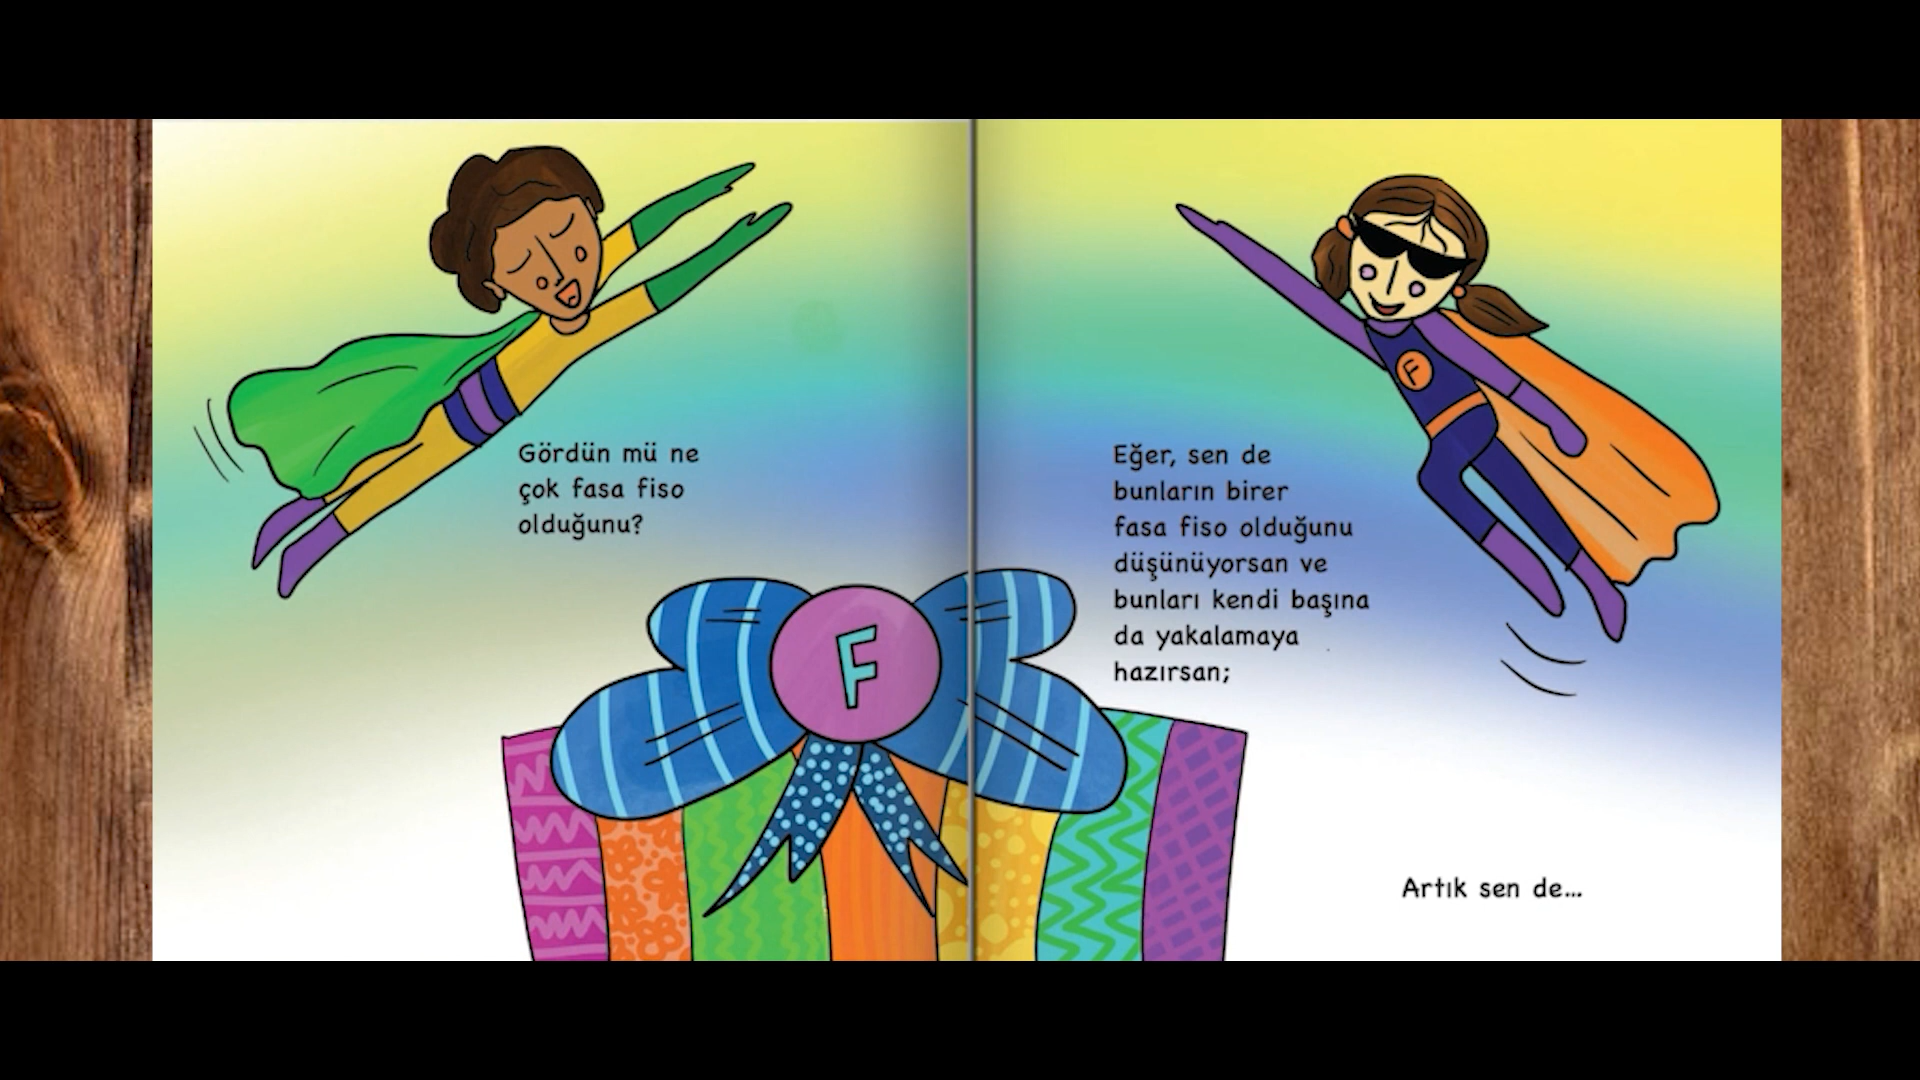 Gördün mü ne
çok fasa fiso
olduğunu?
F
F
Eğer, sen de
bunların birer
fasa fiso olduğunu
düşünüyorsan ve
bunları kendi başına
da yakalamaya
hazırsan;
Artık sen de...